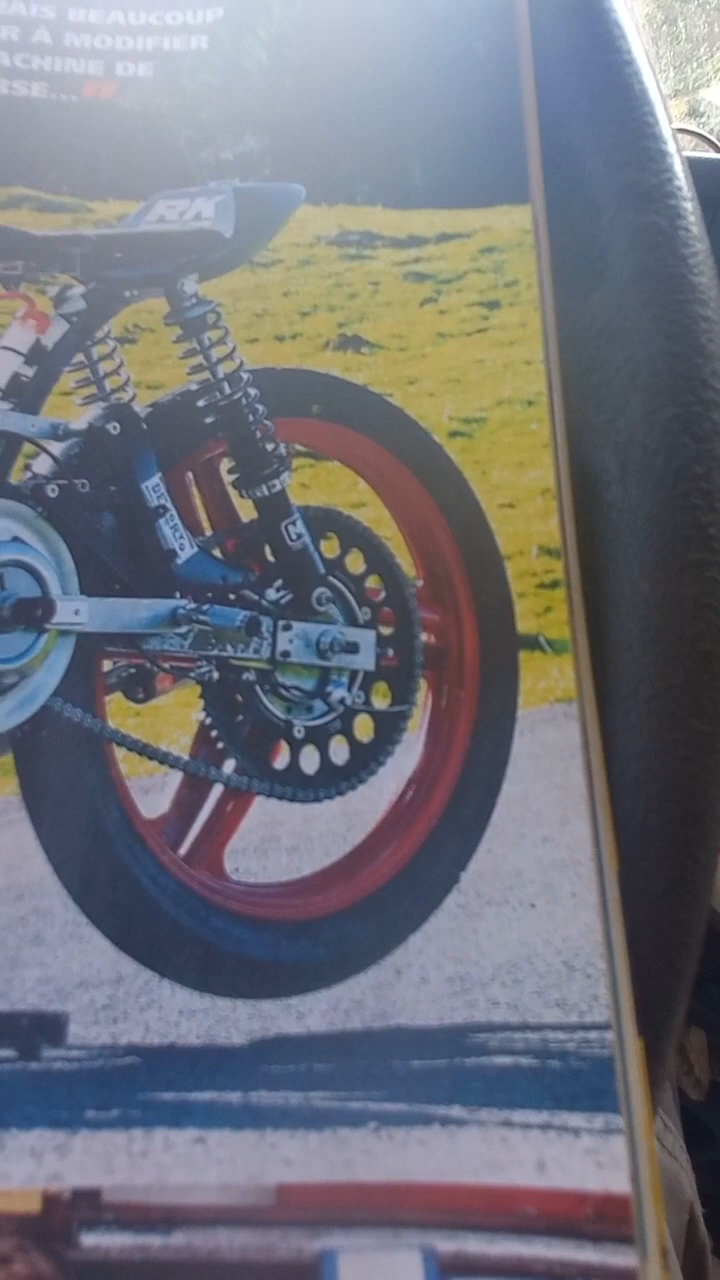 AIS BEAUCOUP
R À MODIFIER
ACHINE DE
RSE..."
RK